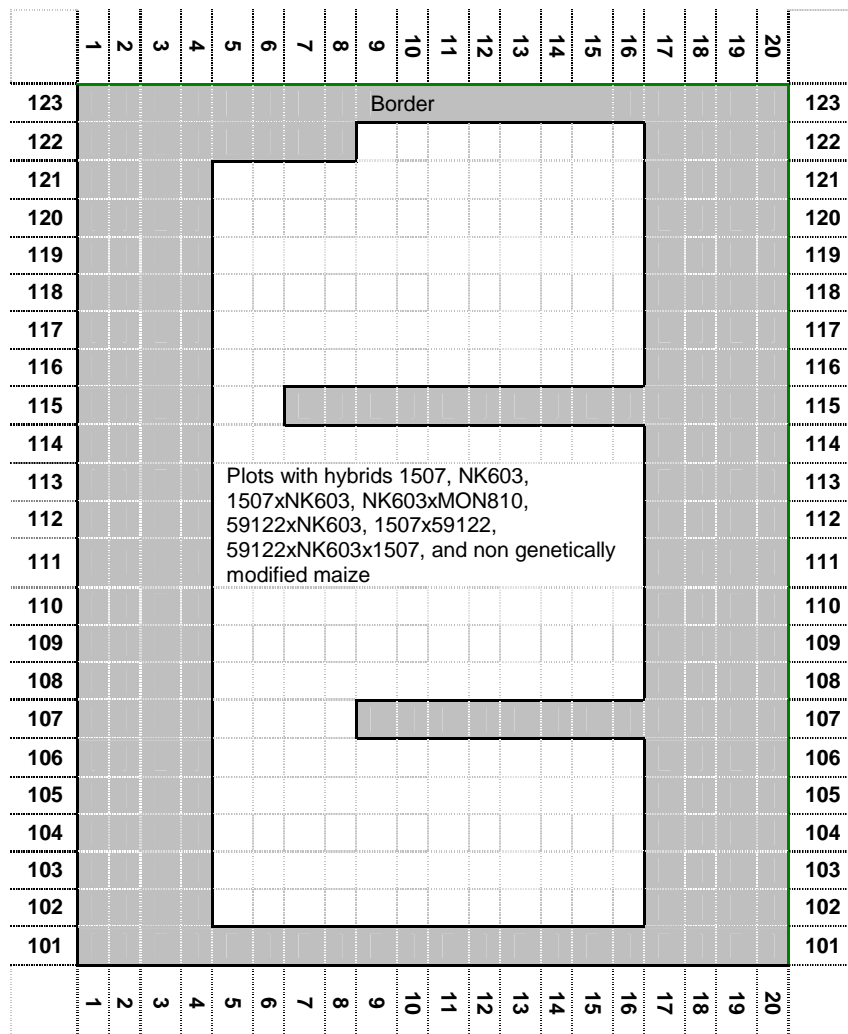 1 2 3 4 5 6 7 8 9 10 11 12 13 14 15 16 17 18 19 20
123 Border 123
122 122
121 121
120 120
119 119
118 118
117 117
116 116
115 115
114 114
113 Plots with hybrids 1507, NK603, 113
1507xNK603, NK603xMON810,
112 59122xNK603, 1507x59122, 112
111 59122xNK603x1507, and non genetically 111
modified maize
110 110
109 109
108 108
107 107
106 106
105 105
104 104
103 103
102 102
101 101
1 2 3 4 5 6 7 8 9 10 11 12 13 14 15 16 17 18 19 20